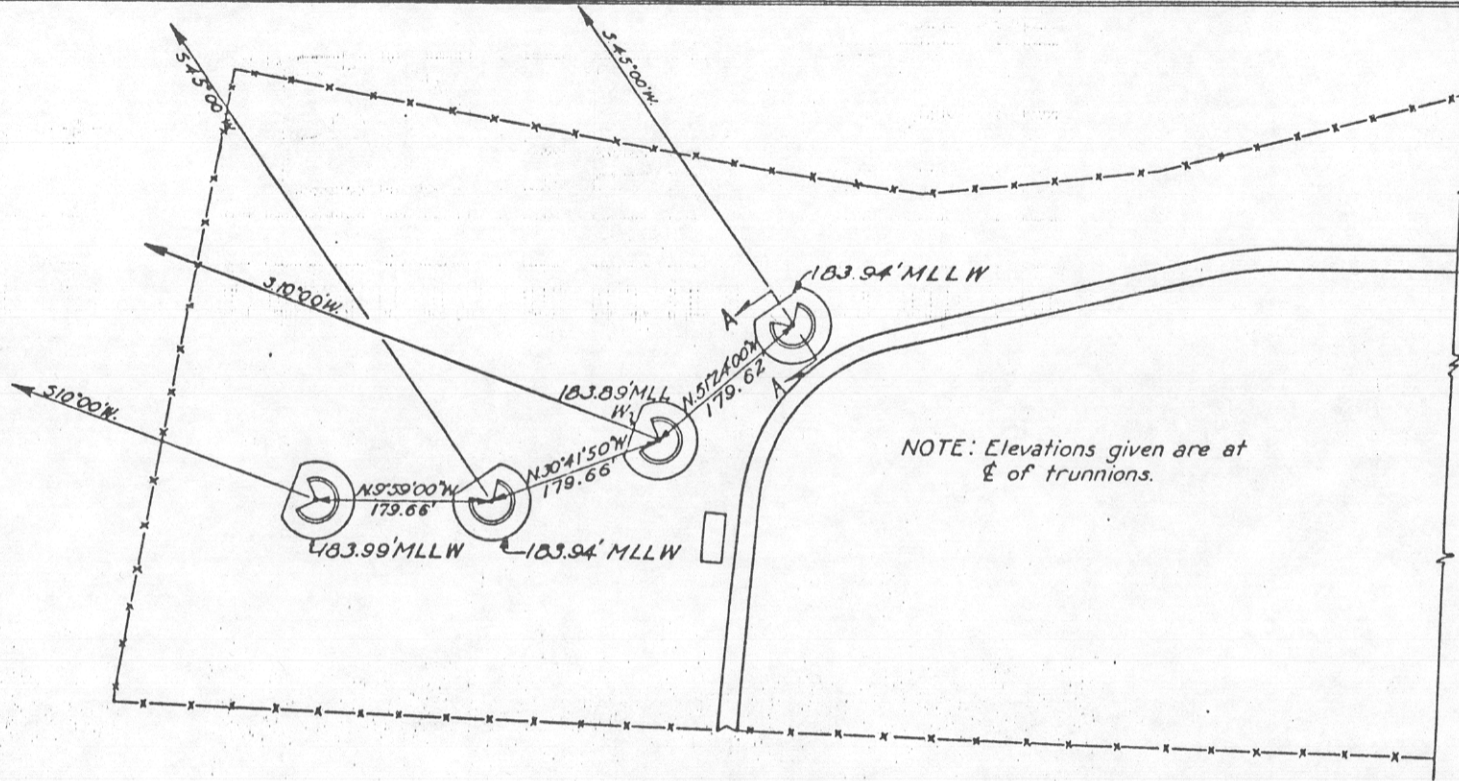 S.45°00'W.
S.45°00'W.
S.10°00'W.
S.10°00'W.
183.94' MLLW
A
A
N.51°24'00"W
179.62
183.89' MLL
W.
N.30°41'50"W
179.66'
N.9°59'00"W
179.66'
183.99' MLLW
183.94' MLLW
NOTE: Elevations given are at
℄ of trunnions.